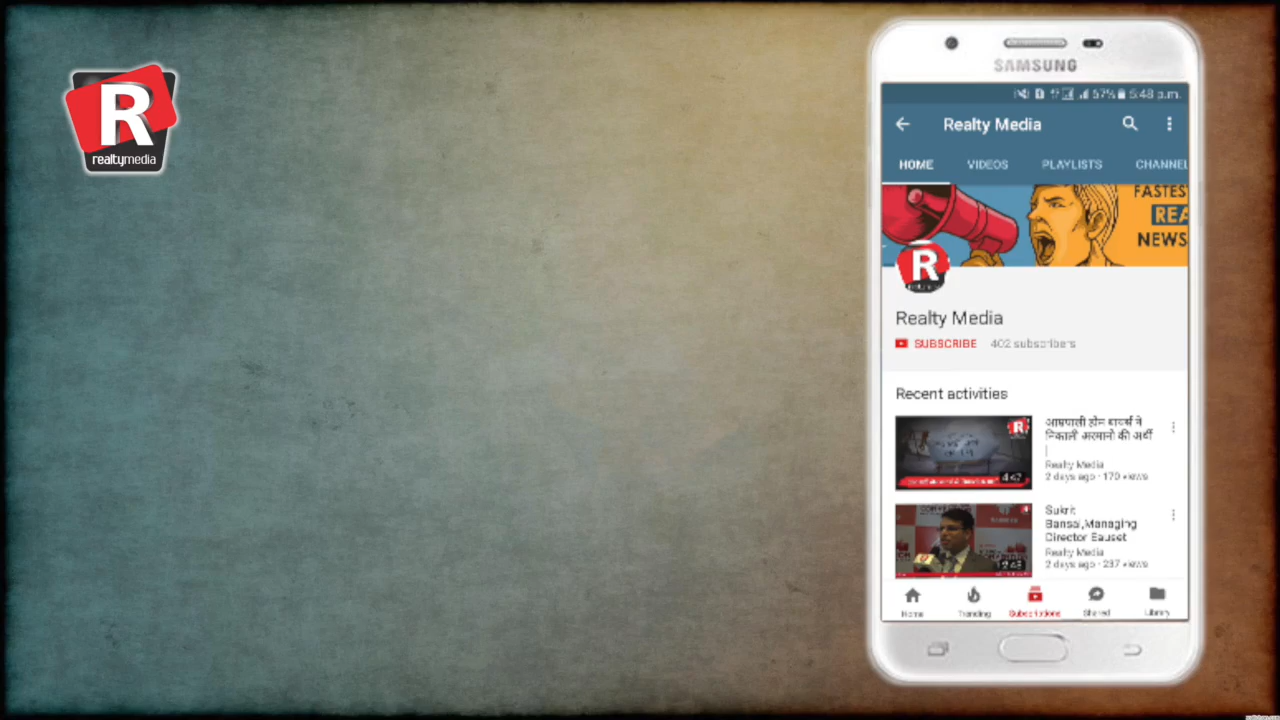 R
realtymedia
SAMSUNG
57% 5:48 p.m.
Realty Media
HOME VIDEOS PLAYLISTS CHANNEL
FASTES
REA
NEWS
R
Realty Media
SUBSCRIBE 402 subscribers
Recent activities
R
4:47
आम्रपाली होम बायर्स ने
निकाली अरमानो की अर्थी
|
Realty Media
2 days ago · 170 views
12:43
Sukrit
Bansal,Managing
Director Eauset
Realty Media
2 days ago · 237 views
Home Trending Subscriptions Shared Library